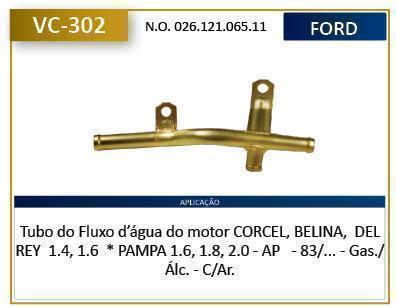 VC-302
N.O. 026.121.065.11
FORD
APLICAÇÃO
Tubo do Fluxo d’água do motor CORCEL, BELINA, DEL
REY 1.4, 1.6 * PAMPA 1.6, 1.8, 2.0 - AP - 83/... - Gas./
Álc. - C/Ar.